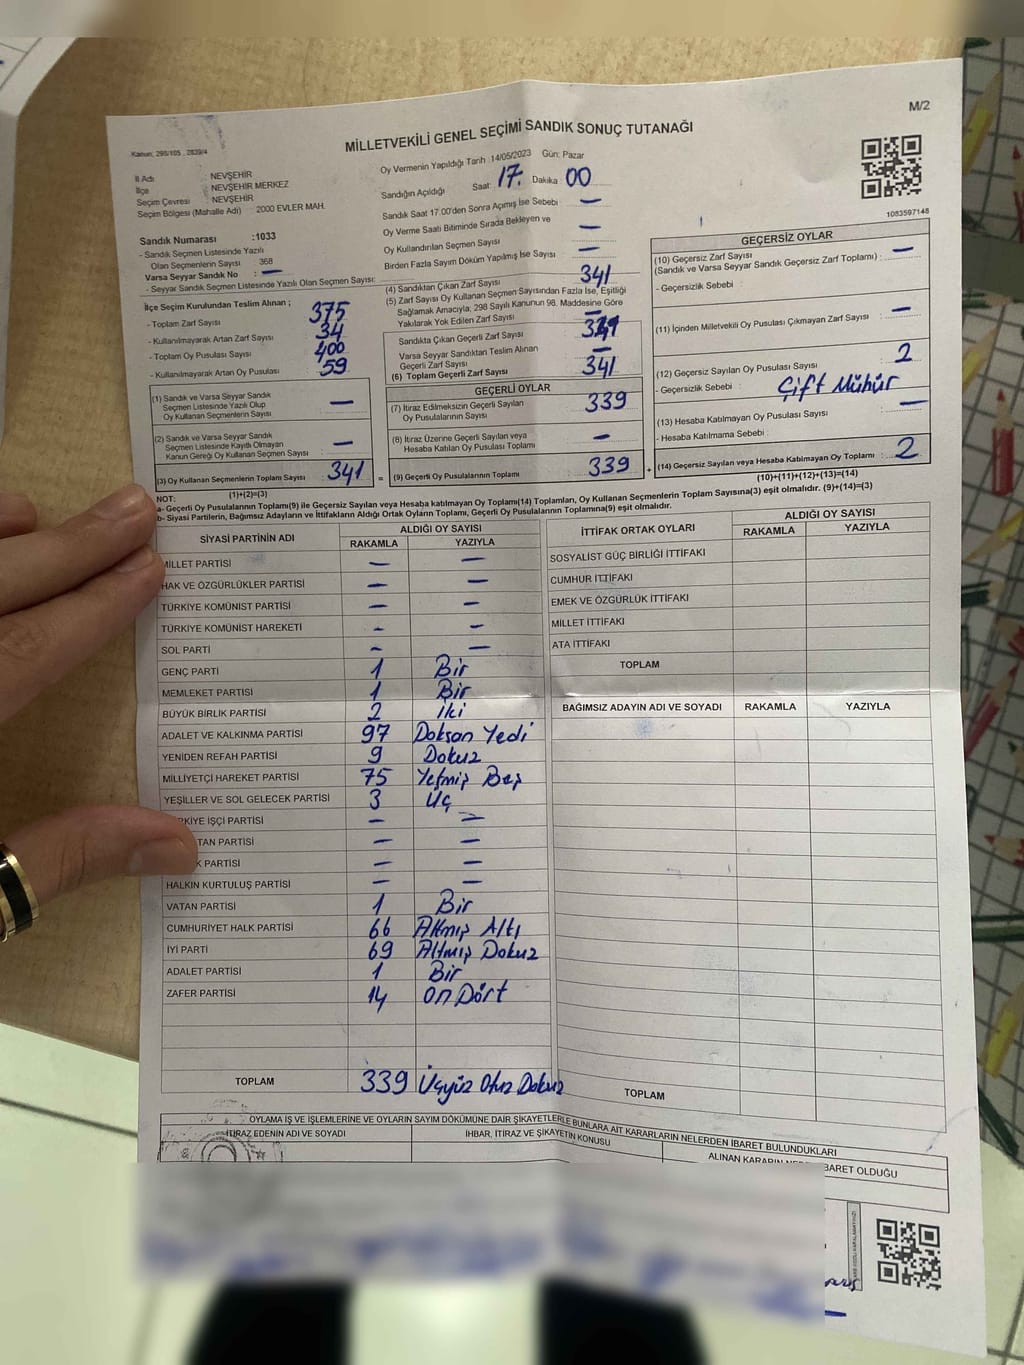 M/2
MİLLETVEKİLİ GENEL SEÇİMİ SANDIK SONUÇ TUTANAĞI
Kanun; 298/105 , 2839/4
Oy Vermenin Yapıldığı Tarih 14/05/2023 Gün: Pazar
İl Adı : NEVŞEHİR
İlçe : NEVŞEHİR MERKEZ
Seçim Çevresi : NEVŞEHİR
Seçim Bölgesi (Mahalle Adı) : 2000 EVLER MAH.
Sandık Numarası :1033
- Sandık Seçmen Listesinde Yazılı
Olan Seçmenlerin Sayısı 368
Varsa Seyyar Sandık No : —
- Seyyar Sandık Seçmen Listesinde Yazılı Olan Seçmen Sayısı:
İlçe Seçim Kurulundan Teslim Alınan ;
- Toplam Zarf Sayısı 375
- Kullanılmayarak Artan Zarf Sayısı 34
- Toplam Oy Pusulası Sayısı 400
- Kullanılmayarak Artan Oy Pusulası : 59
(1) Sandık ve Varsa Seyyar Sandık
Seçmen Listesinde Yazılı Olup
Oy Kullanan Seçmenlerin Sayısı : —
(2) Sandık ve Varsa Seyyar Sandık
Seçmen Listesinde Kayıtlı Olmayan
Kanun Gereği Oy Kullanan Seçmen Sayısı : —
(3) Oy Kullanan Seçmenlerin Toplam Sayısı : 341
(1)+(2)=(3)
Sandığın Açıldığı Saat: 17. Dakika 00
Sandık Saat 17.00'den Sonra Açımış İse Sebebi —
Oy Verme Saati Bitiminde Sırada Bekleyen ve
Oy Kullandırılan Seçmen Sayısı —
Birden Fazla Sayım Döküm Yapılmış İse Sayısı —
(4) Sandıktan Çıkan Zarf Sayısı 341
(5) Zarf Sayısı Oy Kullanan Seçmen Sayısından Fazla İse, Eşitliği
Sağlamak Amacıyla; 298 Sayılı Kanunun 98. Maddesine Göre
Yakılarak Yok Edilen Zarf Sayısı —
Sandıkta Çıkan Geçerli Zarf Sayısı
Varsa Seyyar Sandıktan Teslim Alınan
Geçerli Zarf Sayısı —
(6) Toplam Geçerli Zarf Sayısı 341
GEÇERLİ OYLAR
(7) İtiraz Edilmeksizin Geçerli Sayılan
Oy Pusulalarının Sayısı 339
(8) İtiraz Üzerine Geçerli Sayılan veya
Hesaba Katılan Oy Pusulası Toplamı —
= (9) Geçerli Oy Pusulalarının Toplamı 339 +
1083597148
GEÇERSİZ OYLAR
(10) Geçersiz Zarf Sayısı —
(Sandık ve Varsa Seyyar Sandık Geçersiz Zarf Toplamı) :
- Geçersizlik Sebebi :
(11) İçinden Milletvekili Oy Pusulası Çıkmayan Zarf Sayısı : —
(12) Geçersiz Sayılan Oy Pusulası Sayısı : 2
- Geçersizlik Sebebi : Çift Mühür
(13) Hesaba Katılmayan Oy Pusulası Sayısı : —
- Hesaba Katılmama Sebebi :
(14) Geçersiz Sayılan veya Hesaba Katılmayan Oy Toplamı : 2
(10)+(11)+(12)+(13)=(14)
NOT:
a- Geçerli Oy Pusulalarının Toplamı(9) ile Geçersiz Sayılan veya Hesaba katılmayan Oy Toplamı(14) Toplamları, Oy Kullanan Seçmenlerin Toplam Sayısına(3) eşit olmalıdır. (9)+(14)=(3)
b- Siyasi Partilerin, Bağımsız Adayların ve İttifakların Aldığı Ortak Oyların Toplamı, Geçerli Oy Pusulalarının Toplamına(9) eşit olmalıdır.
SİYASİ PARTİNİN ADI ALDIĞI OY SAYISI
RAKAMLA YAZIYLA
MİLLET PARTİSİ — —
HAK VE ÖZGÜRLÜKLER PARTİSİ — —
TÜRKİYE KOMÜNİST PARTİSİ — —
TÜRKİYE KOMÜNİST HAREKETİ - —
SOL PARTİ - —
GENÇ PARTİ 1 Bir
MEMLEKET PARTİSİ 1 Bir
BÜYÜK BİRLİK PARTİSİ 2 İki
ADALET VE KALKINMA PARTİSİ 97 Doksan Yedi
YENİDEN REFAH PARTİSİ 9 Dokuz
MİLLİYETÇİ HAREKET PARTİSİ 75 Yetmiş Beş
YEŞİLLER VE SOL GELECEK PARTİSİ 3 Üç
RKİYE İŞÇİ PARTİSİ — —
TAN PARTİSİ — —
K PARTİSİ — —
HALKIN KURTULUŞ PARTİSİ — —
VATAN PARTİSİ 1 Bir
CUMHURİYET HALK PARTİSİ 66 Atmış Altı
İYİ PARTİ 69 Altmış Dokuz
ADALET PARTİSİ 1 Bir
ZAFER PARTİSİ 14 On Dört
TOPLAM 339 Üçyüz Otuz Dokuz
İTTİFAK ORTAK OYLARI ALDIĞI OY SAYISI
RAKAMLA YAZIYLA
SOSYALİST GÜÇ BİRLİĞİ İTTİFAKI
CUMHUR İTTİFAKI
EMEK VE ÖZGÜRLÜK İTTİFAKI
MİLLET İTTİFAKI
ATA İTTİFAKI
TOPLAM
BAĞIMSIZ ADAYIN ADI VE SOYADI RAKAMLA YAZIYLA
TOPLAM
OYLAMA İŞ VE İŞLEMLERİNE VE OYLARIN SAYIM DÖKÜMÜNE DAİR ŞİKAYETLERLE BUNLARA AİT KARARLARIN NELERDEN İBARET BULUNDUKLARI
İTİRAZ EDENİN ADI VE SOYADI İHBAR, İTİRAZ VE ŞİKAYETİN KONUSU ALINAN KARARIN NEDEN İBARET OLDUĞU